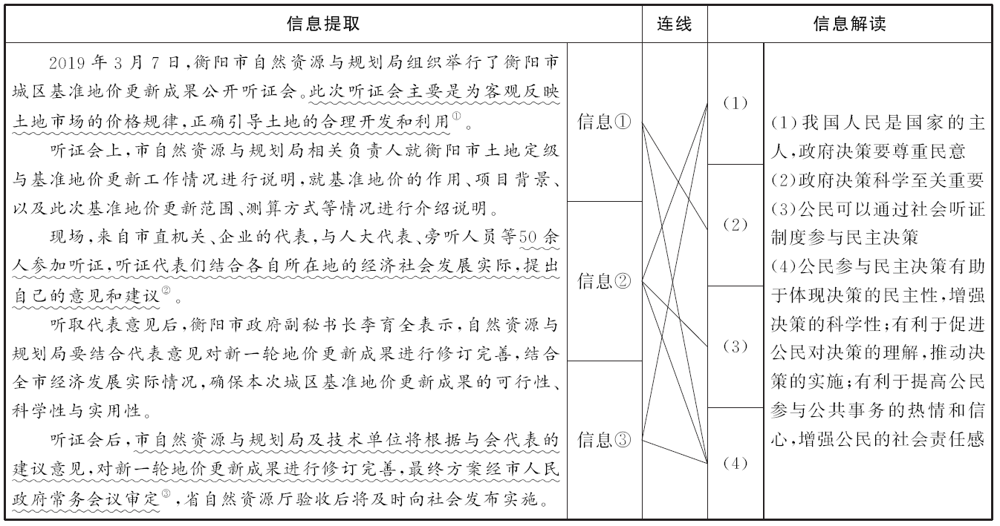 信息提取
连线
信息解读
2019年3月7日,衡阳市自然资源与规划局组织举行了衡阳市
城区基准地价更新成果公开听证会。此次听证会主要是为客观反映
土地市场的价格规律,正确引导土地的合理开发和利用①。
听证会上,市自然资源与规划局相关负责人就衡阳市土地定级
与基准地价更新工作情况进行说明,就基准地价的作用、项目背景、
以及此次基准地价更新范围、测算方式等情况进行介绍说明。
现场,来自市直机关、企业的代表,与人大代表、旁听人员等50余
人参加听证,听证代表们结合各自所在地的经济社会发展实际,提出
自己的意见和建议②。
听取代表意见后,衡阳市政府副秘书长李育全表示,自然资源与
规划局要结合代表意见对新一轮地价更新成果进行修订完善,结合
全市经济发展实际情况,确保本次城区基准地价更新成果的可行性、
科学性与实用性。
听证会后,市自然资源与规划局及技术单位将根据与会代表的
建议意见,对新一轮地价更新成果进行修订完善,最终方案经市人民
政府常务会议审定③,省自然资源厅验收后将及时向社会发布实施。
信息①
信息②
信息③
(1)
(2)
(3)
(4)
(1)我国人民是国家的主
人,政府决策要尊重民意
(2)政府决策科学至关重要
(3)公民可以通过社会听证
制度参与民主决策
(4)公民参与民主决策有助
于体现决策的民主性,增强
决策的科学性;有利于促进
公民对决策的理解,推动决
策的实施;有利于提高公民
参与公共事务的热情和信
心,增强公民的社会责任感